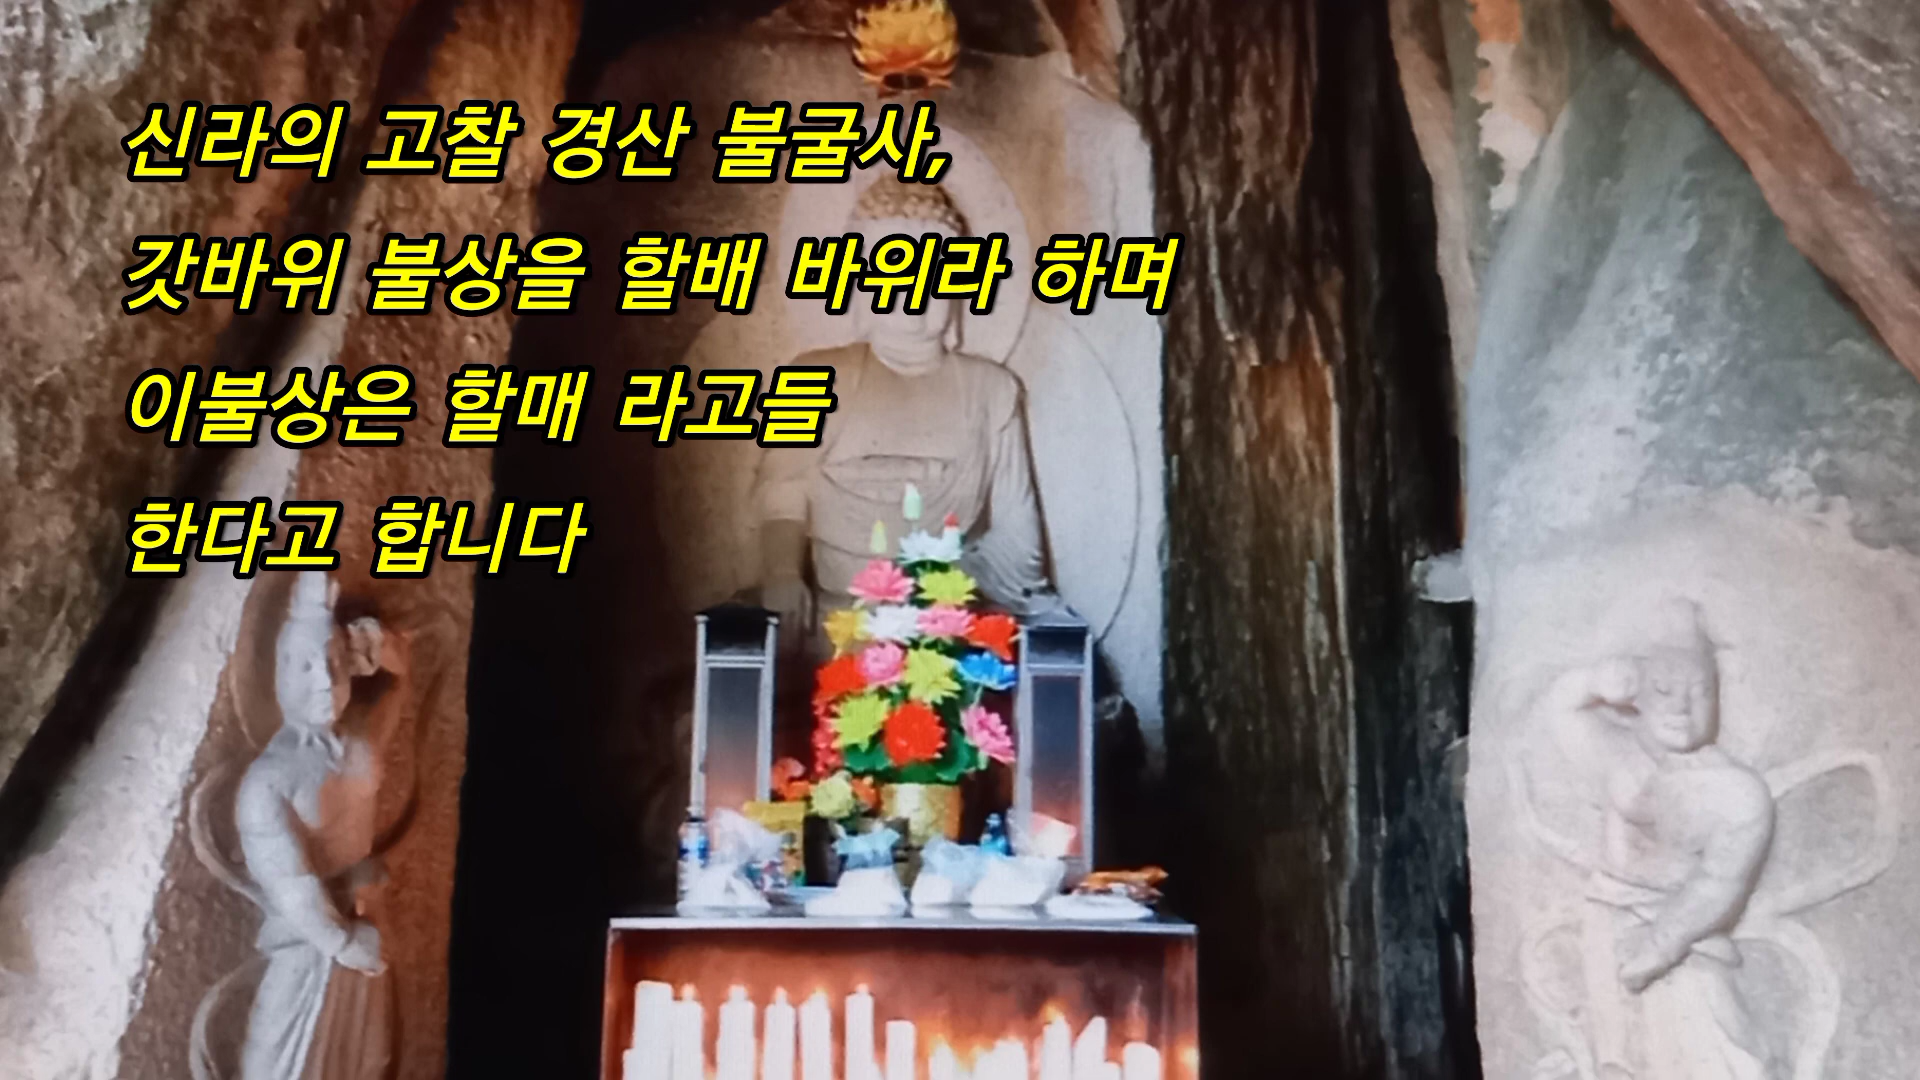 신라의 고찰 경산 불굴사,
갓바위 불상을 할배 바위라 하며
이불상은 할매 라고들
한다고 합니다